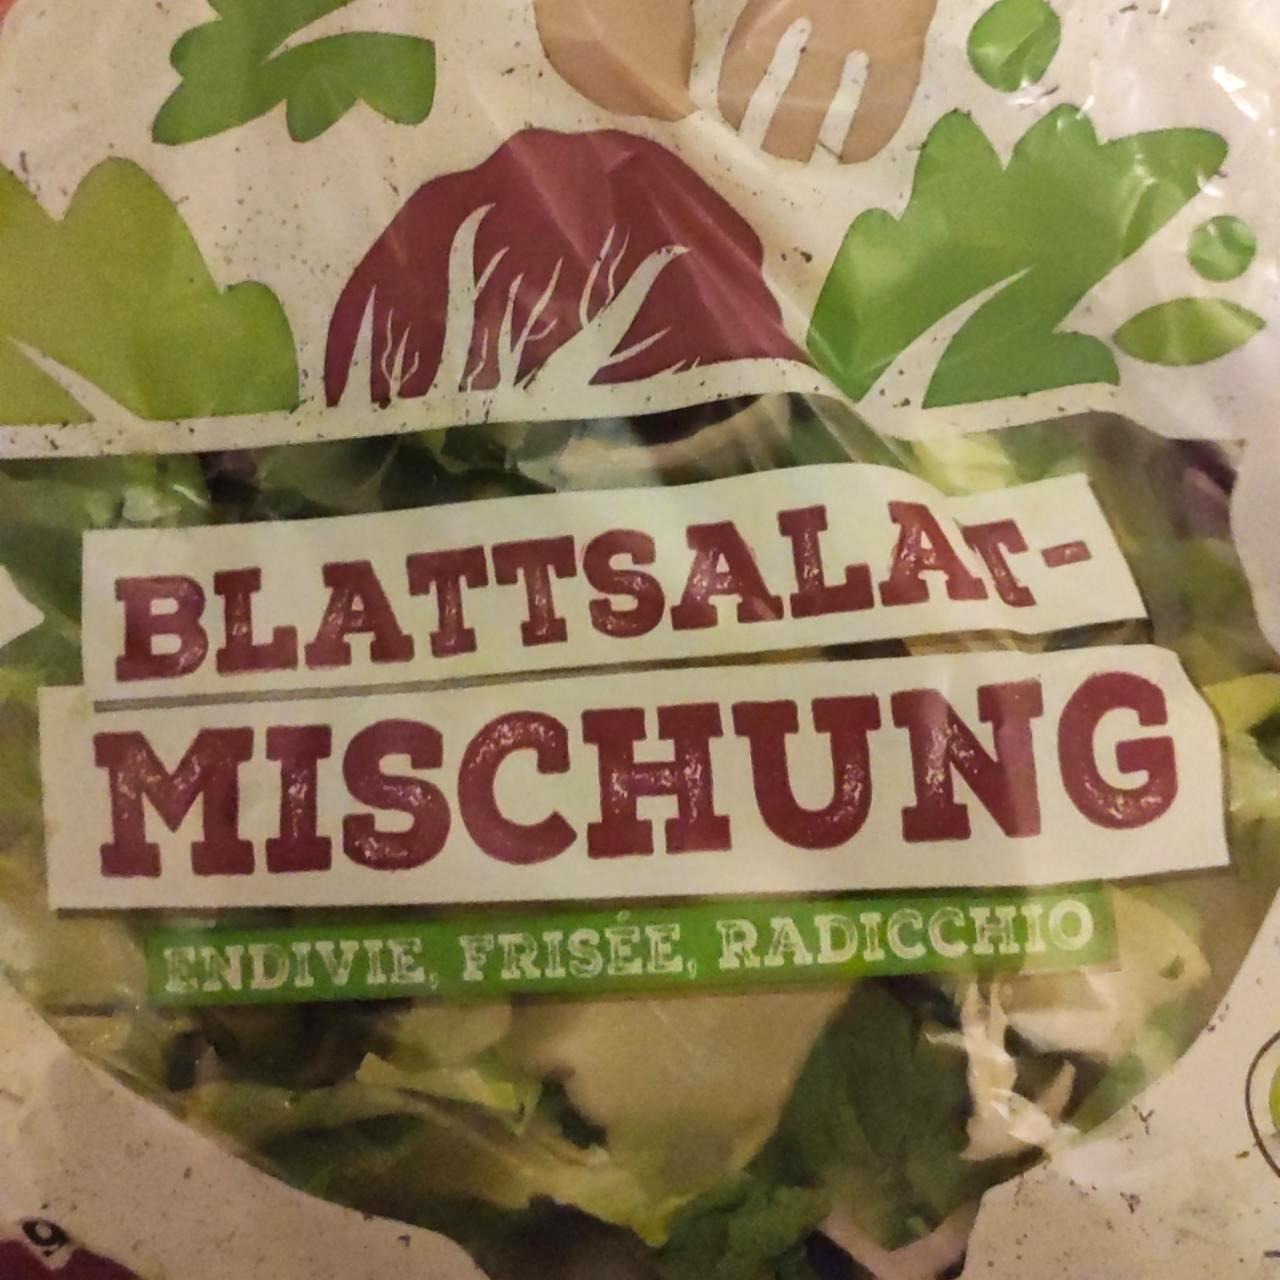 BLATTSALAT-
MISCHUNG
ENDIVIE, FRISÉE, RADICCHIO